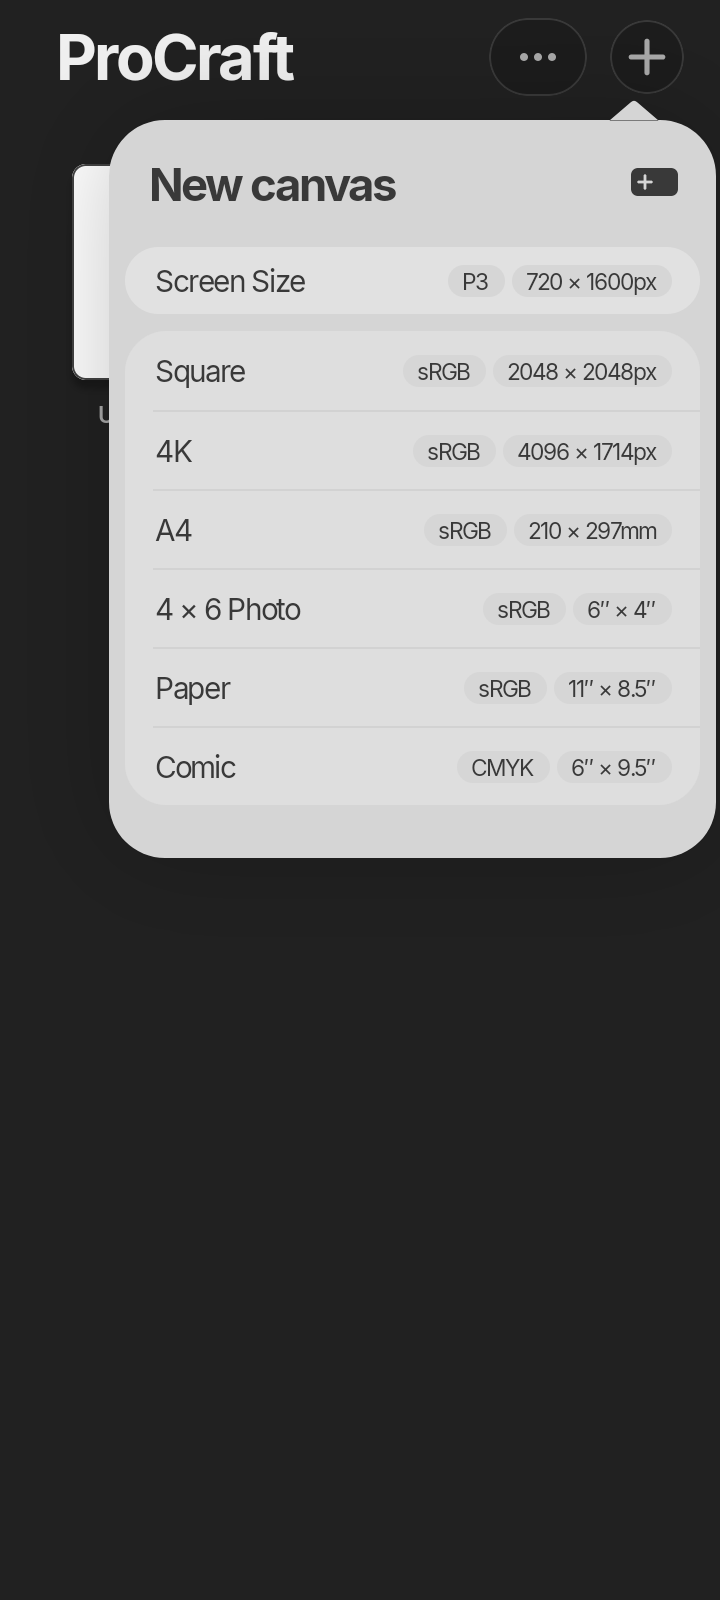 ProCraft
New canvas
Screen Size P3 720 × 1600px
Square sRGB 2048 × 2048px
4K sRGB 4096 × 1714px
A4 sRGB 210 × 297mm
4 × 6 Photo sRGB 6″ × 4″
Paper sRGB 11″ × 8.5″
Comic CMYK 6″ × 9.5″